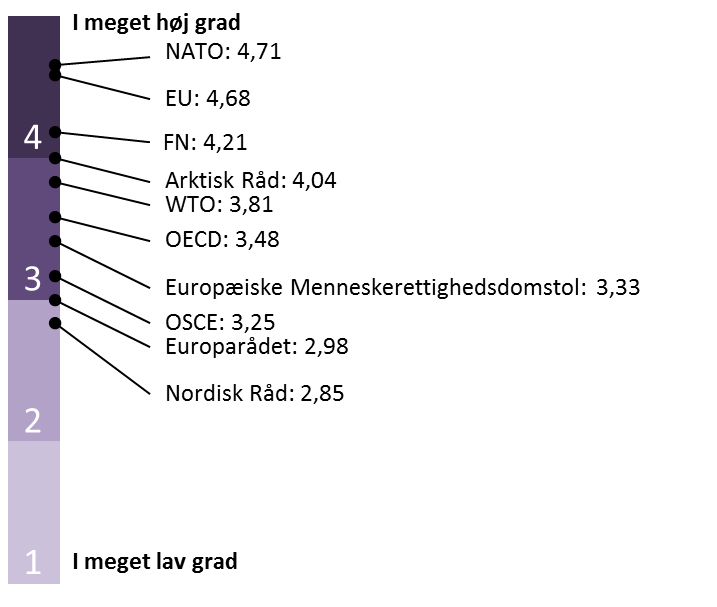 I meget høj grad
NATO: 4,71
EU: 4,68
4
FN: 4,21
Arktisk Råd: 4,04
WTO: 3,81
OECD: 3,48
3
Europæiske Menneskerettighedsdomstol: 3,33
OSCE: 3,25
Europarådet: 2,98
Nordisk Råd: 2,85
2
1
I meget lav grad